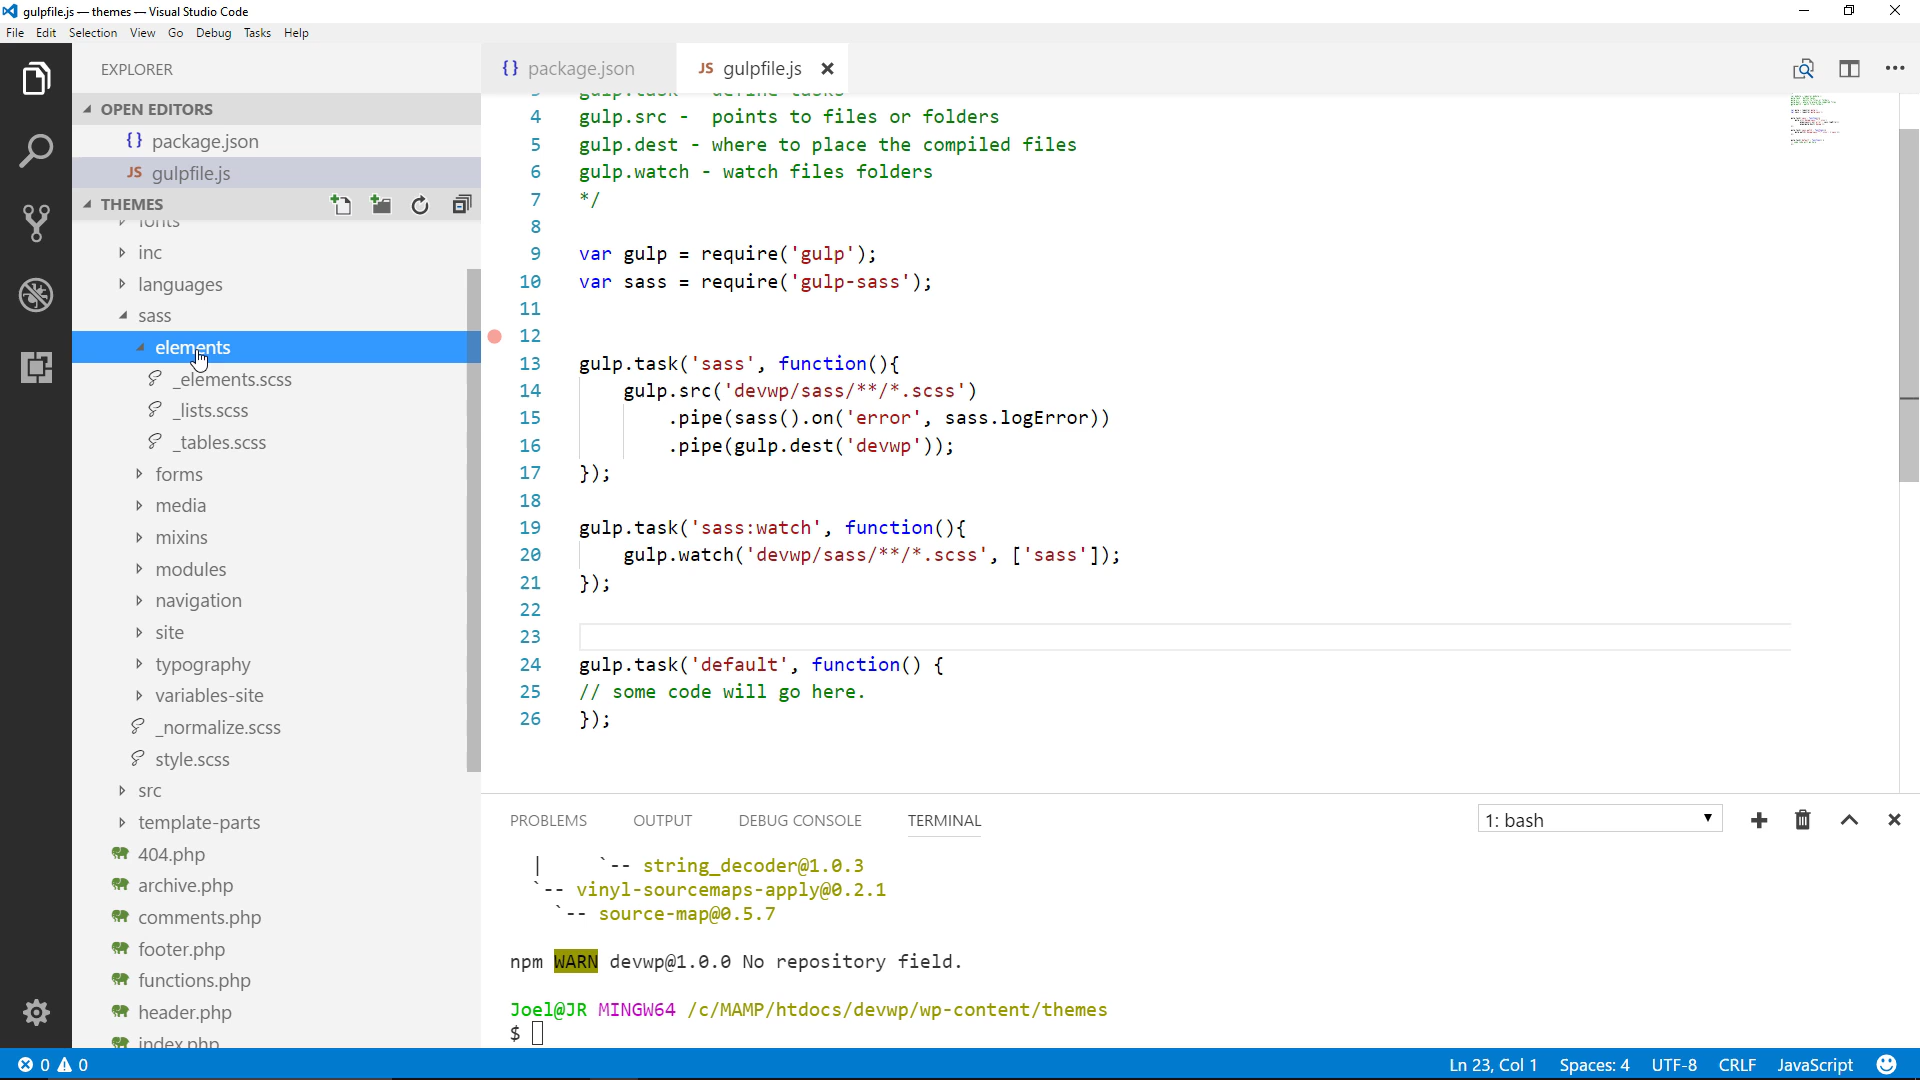 gulpfile.js — themes — Visual Studio Code
File Edit Selection View Go Debug Tasks Help
EXPLORER
OPEN EDITORS
{} package.json
JS gulpfile.js
THEMES
fonts
inc
languages
sass
elements
_elements.scss
_lists.scss
_tables.scss
forms
media
mixins
modules
navigation
site
typography
variables-site
_normalize.scss
style.scss
src
template-parts
404.php
archive.php
comments.php
footer.php
functions.php
header.php
index.php
{} package.json JS gulpfile.js
3 gulp.task - define tasks
4 gulp.src - points to files or folders
5 gulp.dest - where to place the compiled files
6 gulp.watch - watch files folders
7 */
8
9 var gulp = require('gulp');
10 var sass = require('gulp-sass');
11
12
13 gulp.task('sass', function(){
14 gulp.src('devwp/sass/**/*.scss')
15 .pipe(sass().on('error', sass.logError))
16 .pipe(gulp.dest('devwp'));
17 });
18
19 gulp.task('sass:watch', function(){
20 gulp.watch('devwp/sass/**/*.scss', ['sass']);
21 });
22
23
24 gulp.task('default', function() {
25 // some code will go here.
26 });
PROBLEMS OUTPUT DEBUG CONSOLE TERMINAL 1: bash
| `-- string_decoder@1.0.3
`-- vinyl-sourcemaps-apply@0.2.1
`-- source-map@0.5.7
npm WARN devwp@1.0.0 No repository field.
Joel@JR MINGW64 /c/MAMP/htdocs/devwp/wp-content/themes
$
0 0 Ln 23, Col 1 Spaces: 4 UTF-8 CRLF JavaScript